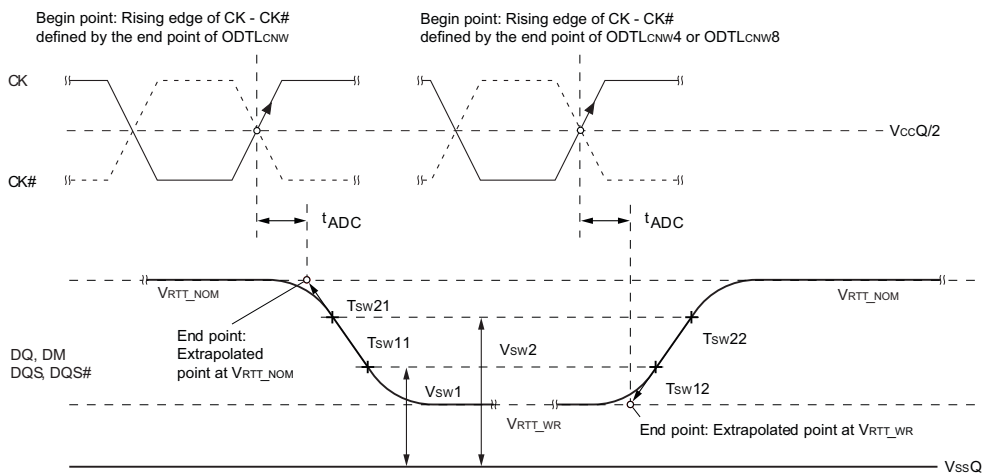 Begin point: Rising edge of CK - CK#
defined by the end point of ODTLCNW
Begin point: Rising edge of CK - CK#
defined by the end point of ODTLCNW4 or ODTLCNW8
CK
VCCQ/2
CK#
tADC
tADC
VRTT_NOM
TSW21
VRTT_NOM
End point:
Extrapolated
point at VRTT_NOM
TSW11
VSW2
TSW22
DQ, DM
DQS, DQS#
VSW1
TSW12
VRTT_WR
End point: Extrapolated point at VRTT_WR
VSSQ